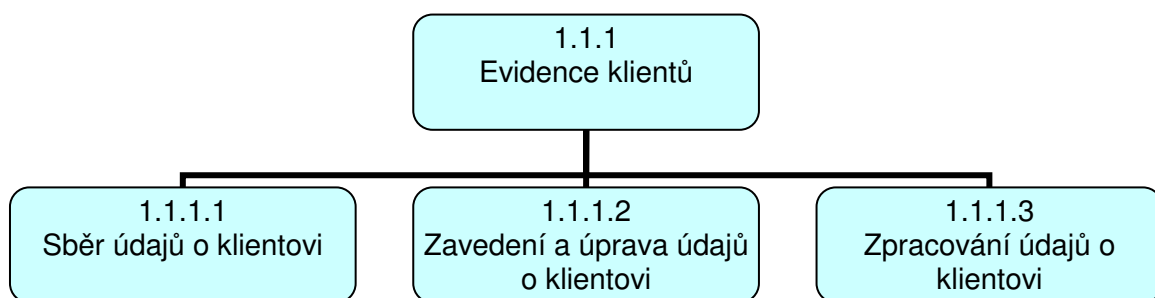 1.1.1
Evidence klientů
1.1.1.1
Sběr údajů o klientovi
1.1.1.2
Zavedení a úprava údajů
o klientovi
1.1.1.3
Zpracování údajů o
klientovi